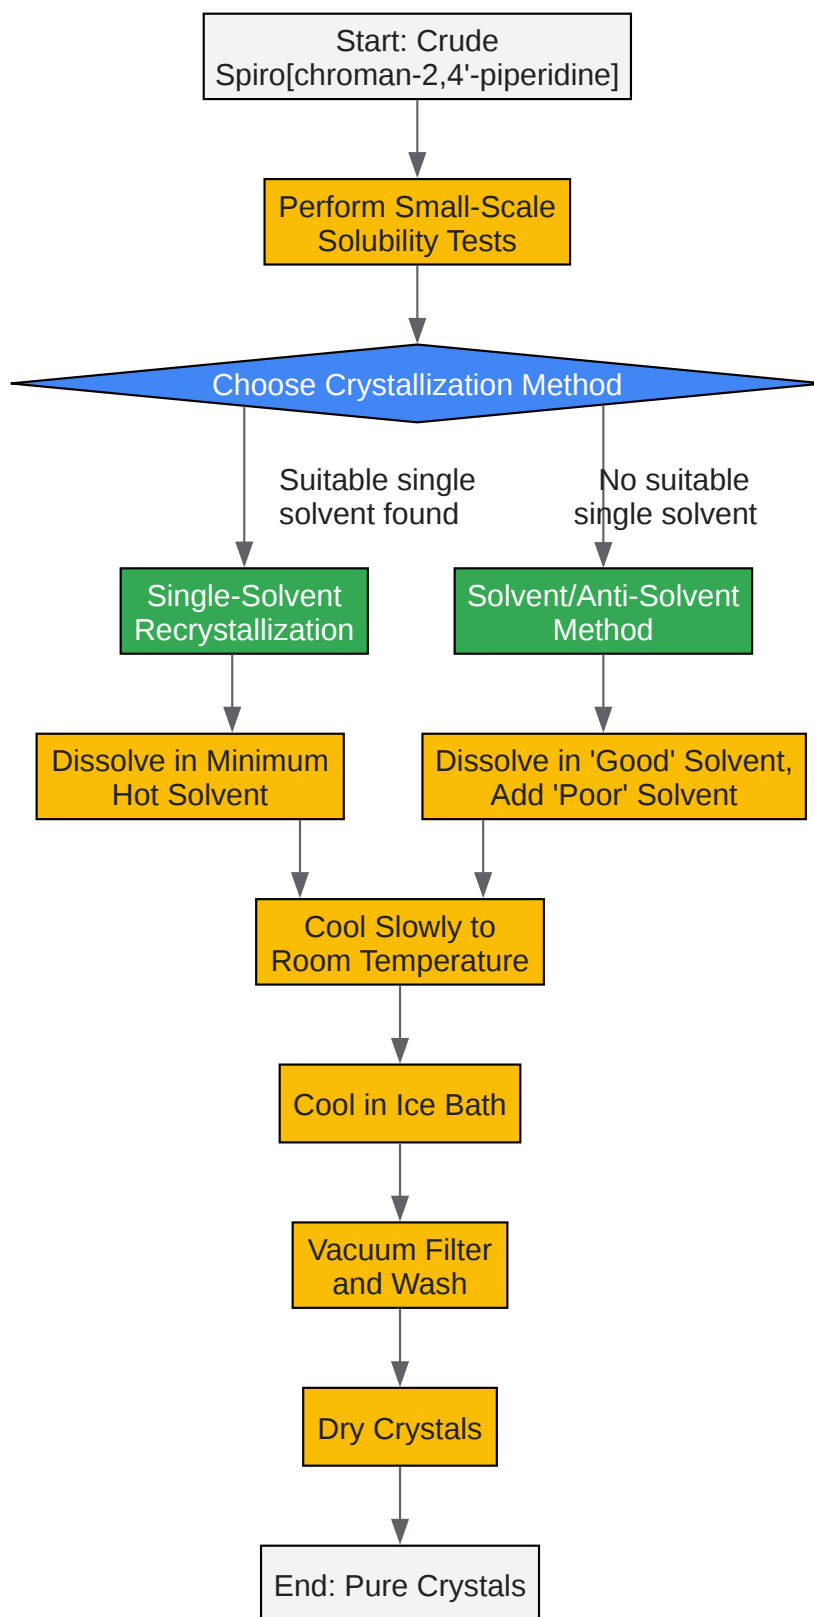 Start: Crude
Spiro[chroman-2,4'-piperidine]
Perform Small-Scale
Solubility Tests
Choose Crystallization Method
Suitable single
solvent found
No suitable
single solvent
Single-Solvent
Recrystallization
Solvent/Anti-Solvent
Method
Dissolve in Minimum
Hot Solvent
Dissolve in 'Good' Solvent,
Add 'Poor' Solvent
Cool Slowly to
Room Temperature
Cool in Ice Bath
Vacuum Filter
and Wash
Dry Crystals
End: Pure Crystals